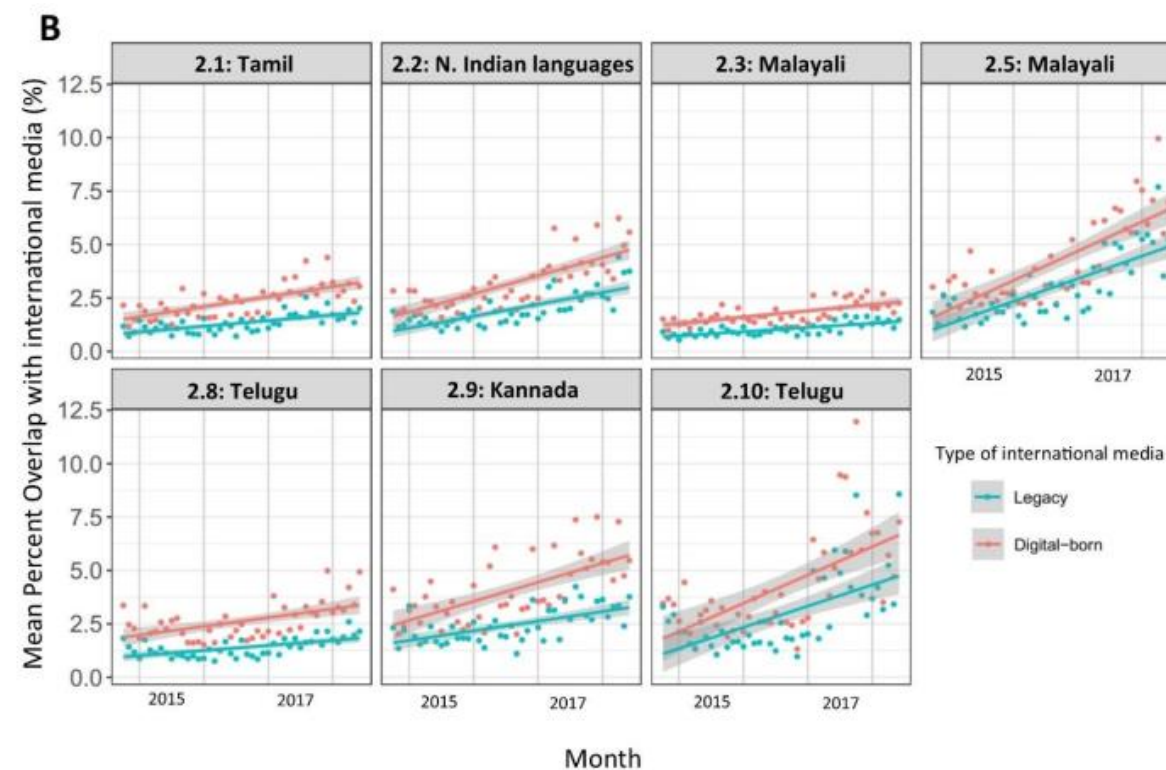 B
2.1: Tamil
2.2: N. Indian languages
2.3: Malayali
2.5: Malayali
Mean Percent Overlap with international media (%)
12.5
10.0
7.5
5.0
2.5
0.0
2015
2017
2.8: Telugu
2.9: Kannada
2.10: Telugu
12.5
10.0
7.5
5.0
2.5
0.0
2015
2017
2015
2017
2015
2017
Type of international media
Legacy
Digital-born
Month